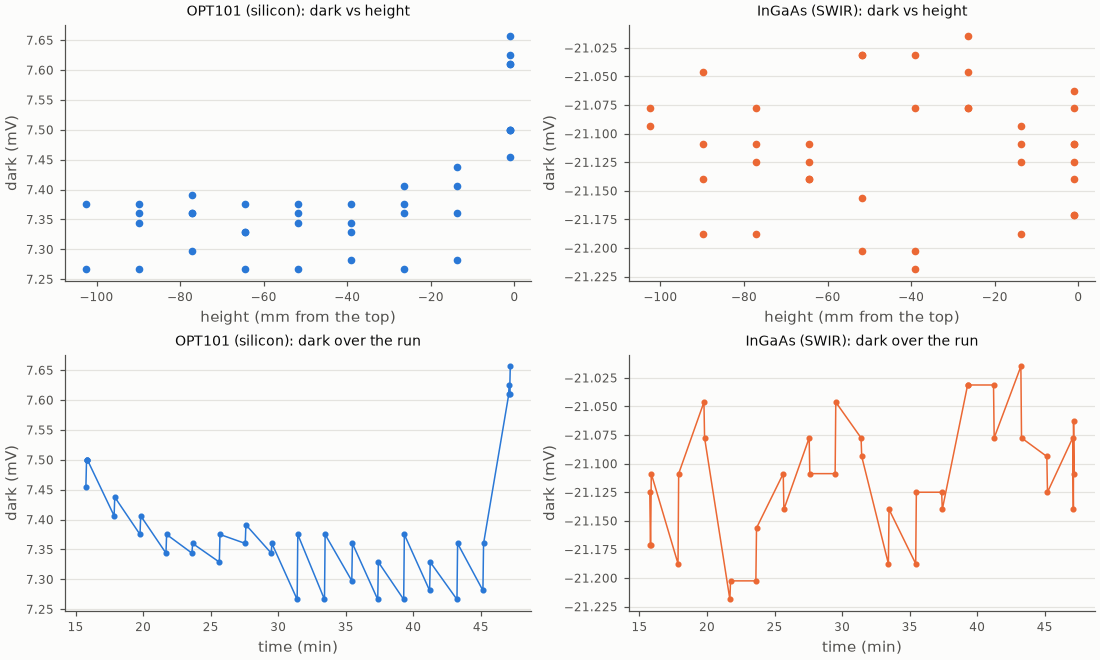 OPT101 (silicon): dark vs height
dark (mV)
7.65
7.60
7.55
7.50
7.45
7.40
7.35
7.30
7.25
−100 −80 −60 −40 −20 0
height (mm from the top)
InGaAs (SWIR): dark vs height
dark (mV)
−21.025
−21.050
−21.075
−21.100
−21.125
−21.150
−21.175
−21.200
−21.225
−100 −80 −60 −40 −20 0
height (mm from the top)
OPT101 (silicon): dark over the run
dark (mV)
7.65
7.60
7.55
7.50
7.45
7.40
7.35
7.30
7.25
15 20 25 30 35 40 45
time (min)
InGaAs (SWIR): dark over the run
dark (mV)
−21.025
−21.050
−21.075
−21.100
−21.125
−21.150
−21.175
−21.200
−21.225
15 20 25 30 35 40 45
time (min)